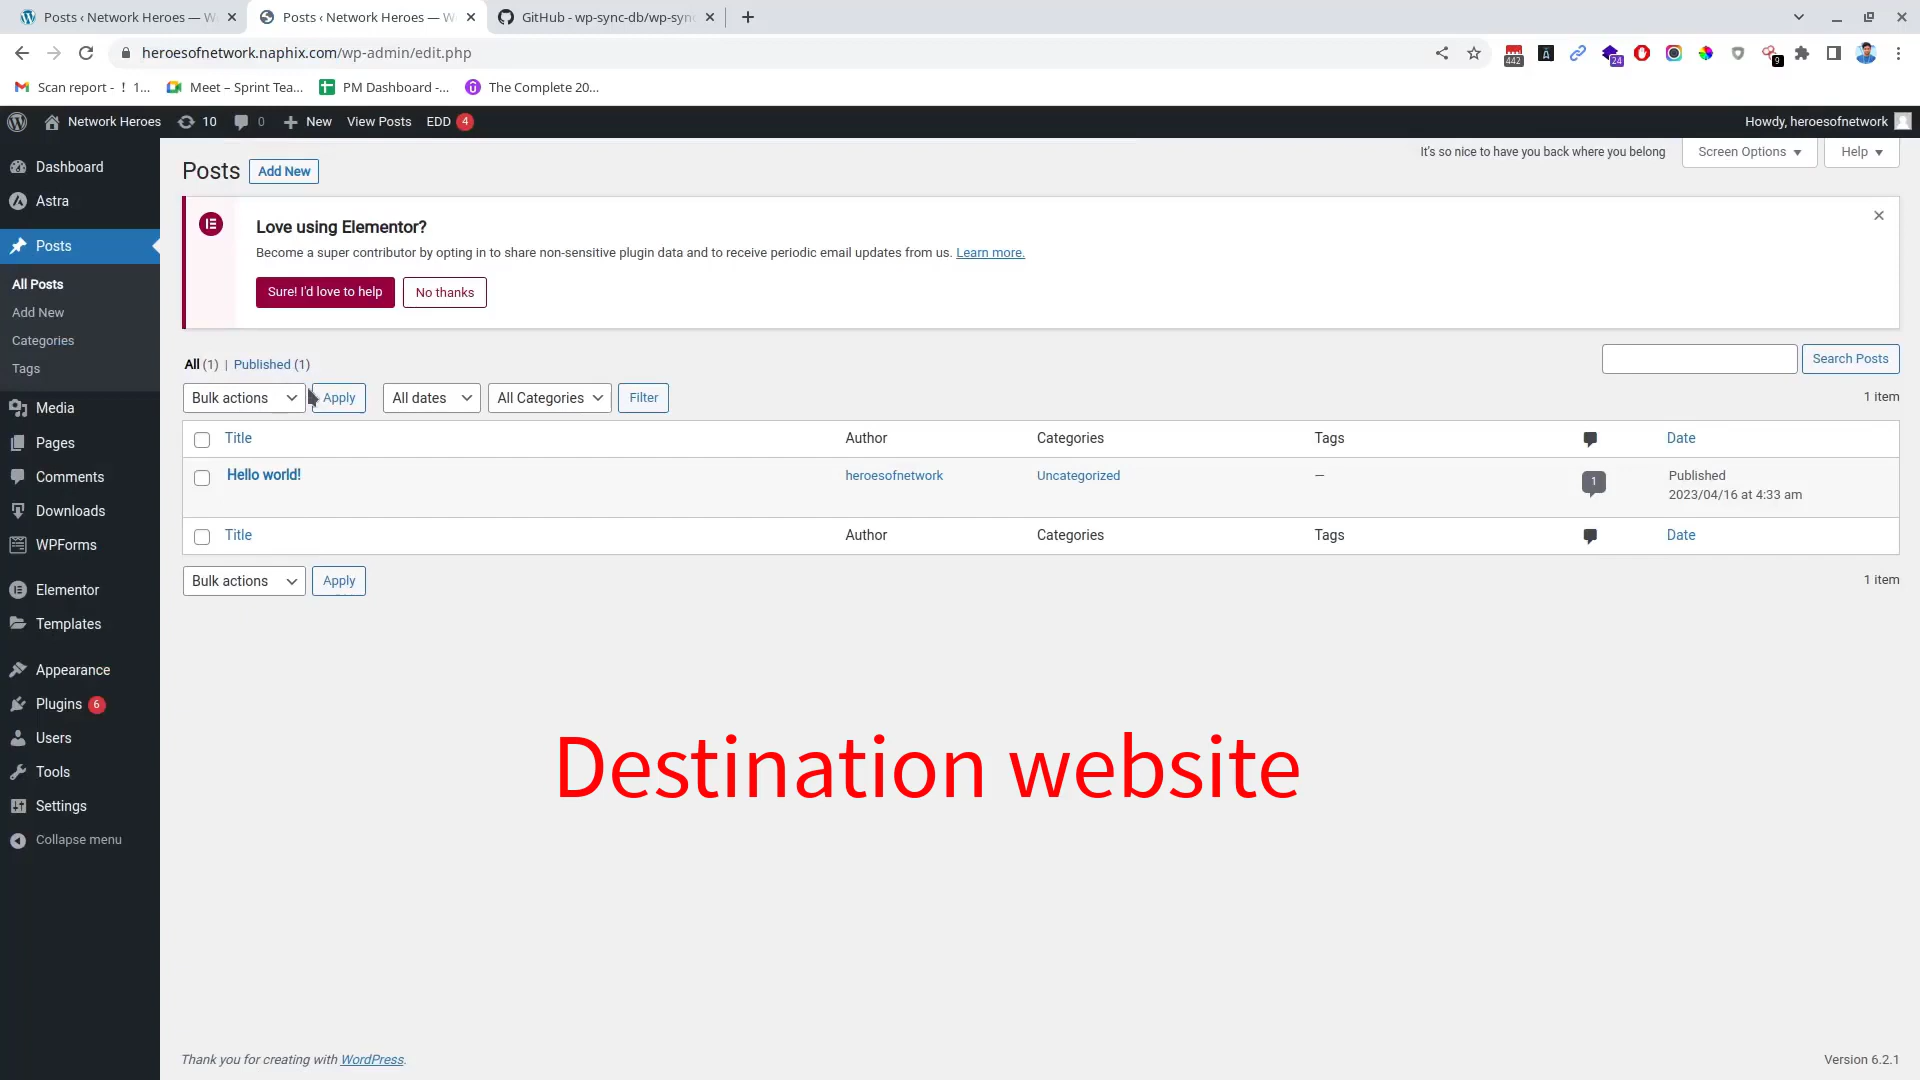 Posts ‹ Network Heroes — W
Posts ‹ Network Heroes — W
GitHub - wp-sync-db/wp-sync
heroesofnetwork.naphix.com/wp-admin/edit.php
442
24
9
Scan report - ! 1...
Meet – Sprint Tea...
PM Dashboard -...
The Complete 20...
Network Heroes
10
0
New
View Posts
EDD 4
Howdy, heroesofnetwork
Dashboard
Astra
Posts
All Posts
Add New
Categories
Tags
Media
Pages
Comments
Downloads
WPForms
Elementor
Templates
Appearance
Plugins 6
Users
Tools
Settings
Collapse menu
It's so nice to have you back where you belong
Screen Options
Help
Posts
Add New
Love using Elementor?
Become a super contributor by opting in to share non-sensitive plugin data and to receive periodic email updates from us. Learn more.
Sure! I'd love to help
No thanks
All (1) | Published (1)
Search Posts
Bulk actions
Apply
All dates
All Categories
Filter
1 item
Title Author Categories Tags Date
Hello world! heroesofnetwork Uncategorized — 1 Published
2023/04/16 at 4:33 am
Title Author Categories Tags Date
Bulk actions
Apply
1 item
Destination website
Thank you for creating with WordPress.
Version 6.2.1